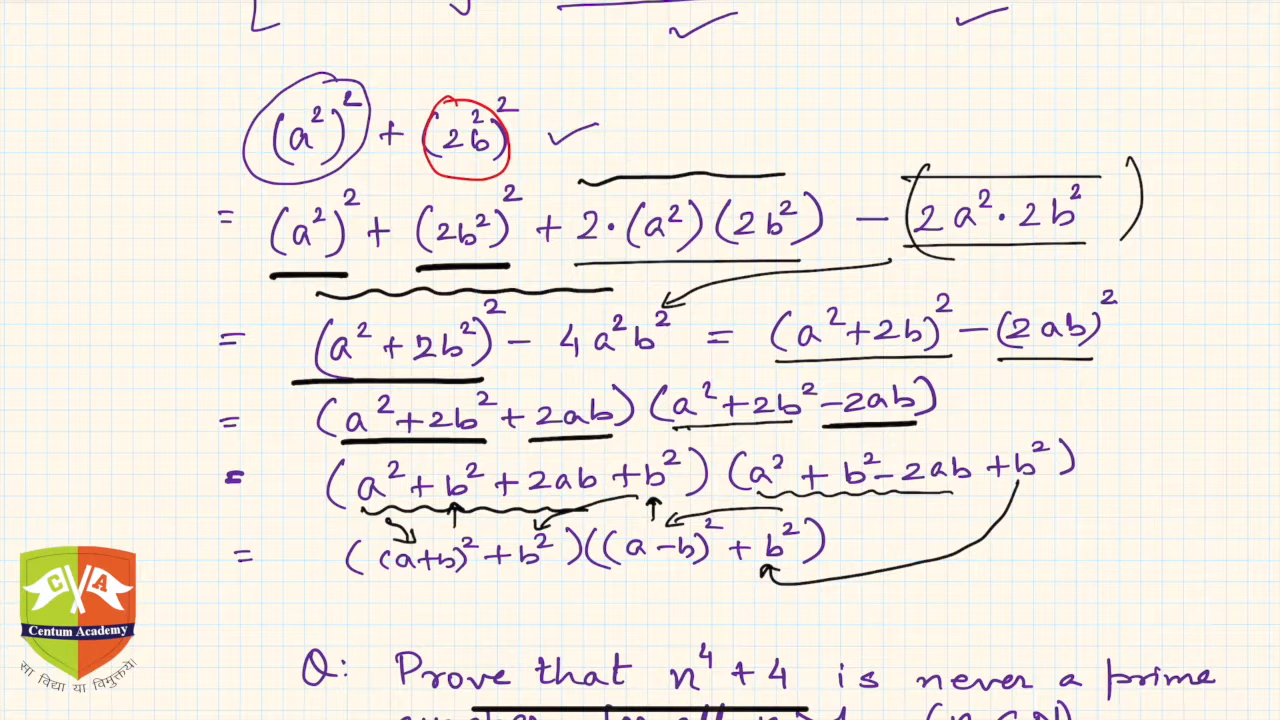 (a²)² + (2b²)² ✓
= (a²)² + (2b²)² + 2·(a²)(2b²) − (2a²·2b²)
= (a²+2b²)² − 4a²b² = (a²+2b)² − (2ab)²
= (a²+2b²+2ab)(a²+2b²−2ab)
= (a²+b²+2ab+b²)(a²+b²−2ab+b²)
= ((a+b)²+b²)((a−b)²+b²)
CA
Centum Academy
सा विद्या या विमुक्तये।
Q: Prove that n⁴+4 is never a prime